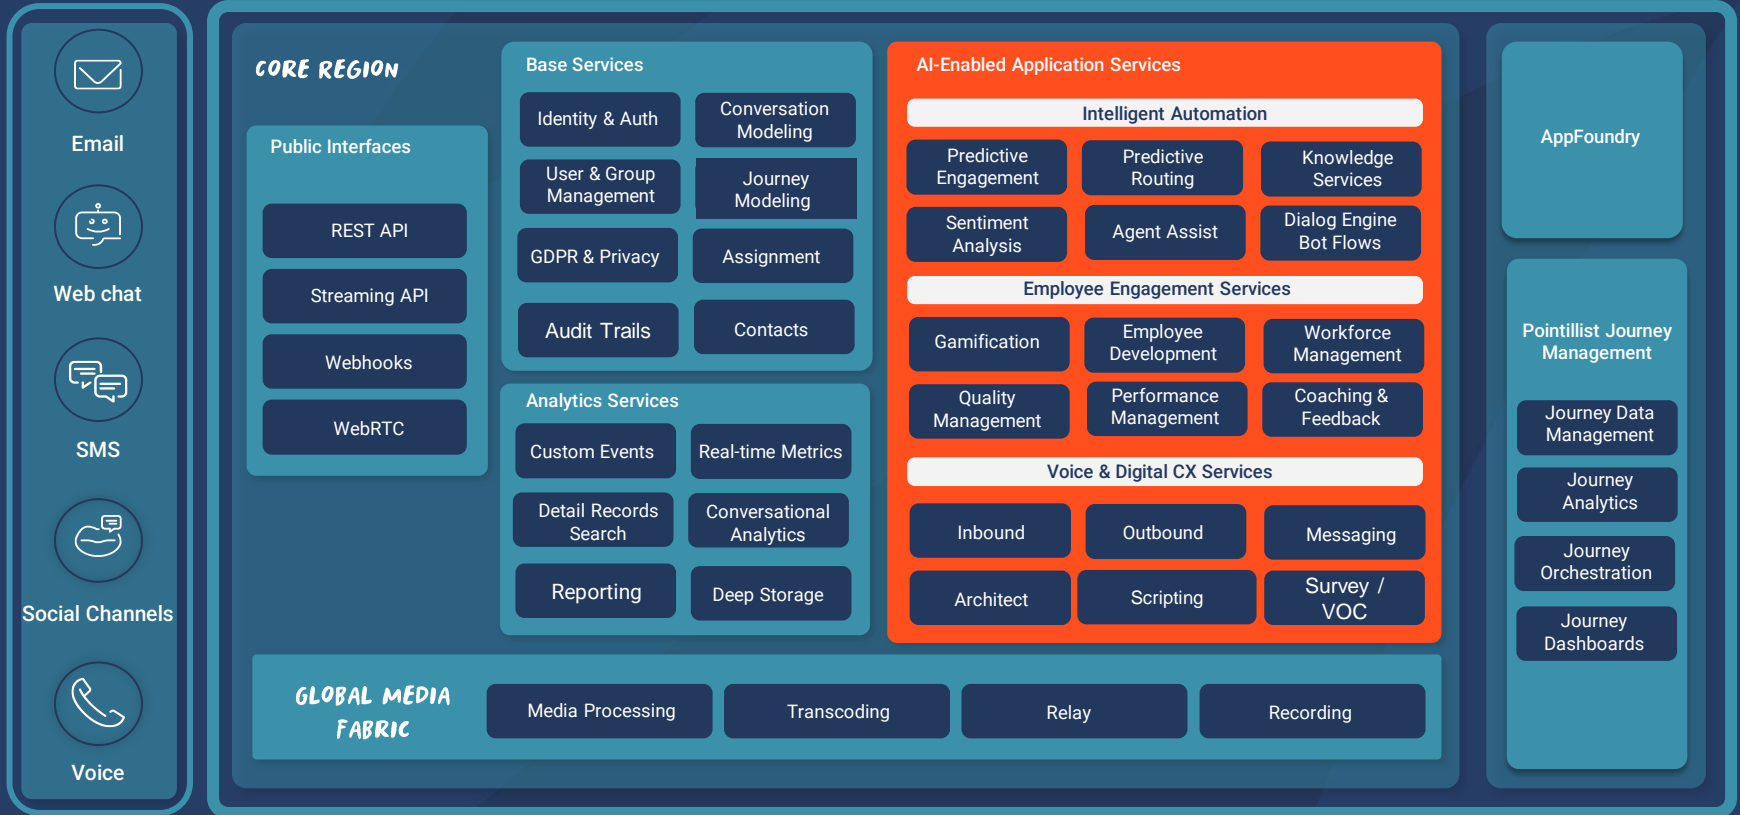 Email
Web chat
SMS
Social Channels
Voice
CORE REGION
Public Interfaces
REST API
Streaming API
Webhooks
WebRTC
Base Services
Identity & Auth
Conversation
Modeling
User & Group
Management
Journey
Modeling
GDPR & Privacy
Assignment
Audit Trails
Contacts
Analytics Services
Custom Events
Real-time Metrics
Detail Records
Search
Conversational
Analytics
Reporting
Deep Storage
AI-Enabled Application Services
Intelligent Automation
Predictive
Engagement
Predictive
Routing
Knowledge
Services
Sentiment
Analysis
Agent Assist
Dialog Engine
Bot Flows
Employee Engagement Services
Gamification
Employee
Development
Workforce
Management
Quality
Management
Performance
Management
Coaching &
Feedback
Voice & Digital CX Services
Inbound
Outbound
Messaging
Architect
Scripting
Survey /
VOC
GLOBAL MEDIA
FABRIC
Media Processing
Transcoding
Relay
Recording
AppFoundry
Pointillist Journey
Management
Journey Data
Management
Journey
Analytics
Journey
Orchestration
Journey
Dashboards